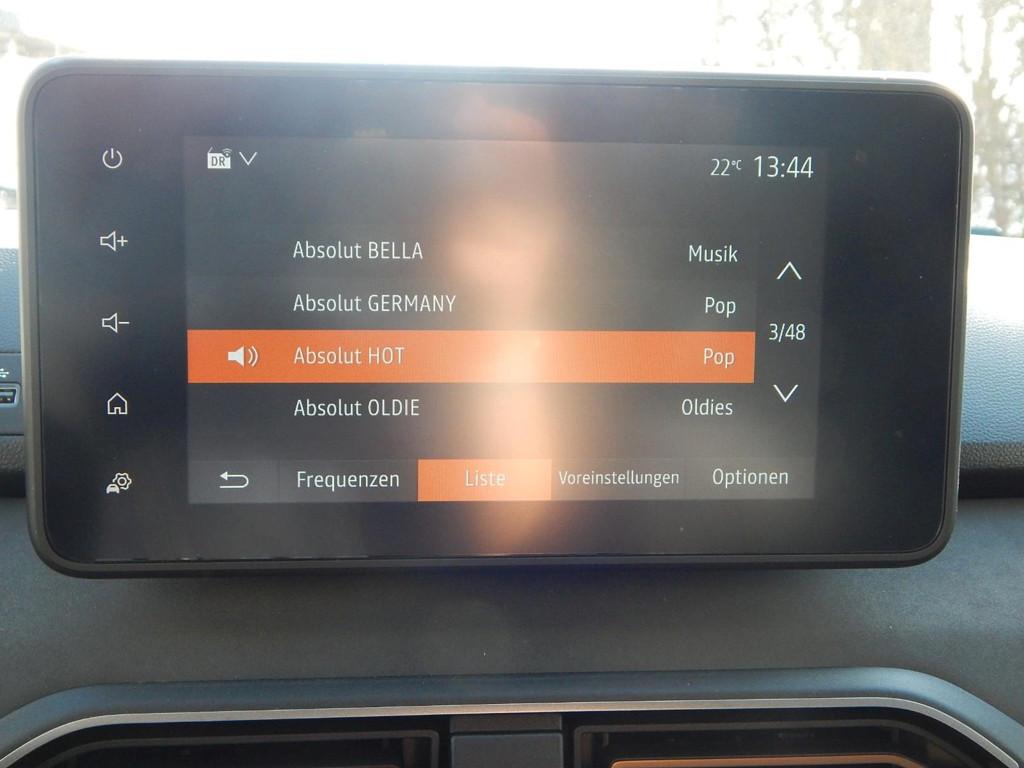 DR
22°C 13:44
Absolut BELLA Musik
Absolut GERMANY Pop
Absolut HOT Pop
3/48
Absolut OLDIE Oldies
Frequenzen Liste Voreinstellungen Optionen